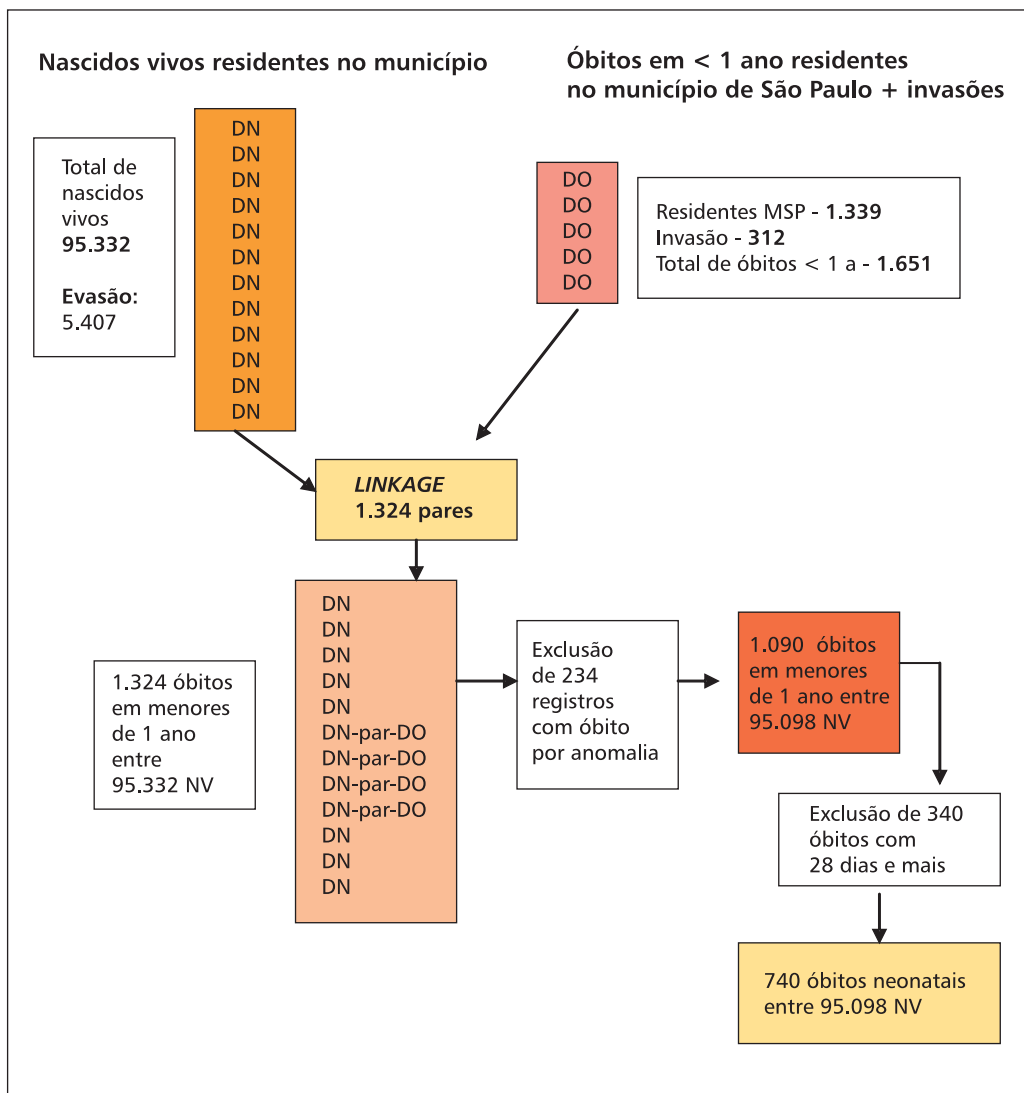 Nascidos vivos residentes no município
Óbitos em < 1 ano residentes
no município de São Paulo + invasões
Total de
nascidos
vivos
95.332
Evasão:
5.407
DN
DN
DN
DN
DN
DN
DN
DN
DN
DN
DN
DN
DO
DO
DO
DO
DO
Residentes MSP - 1.339
Invasão - 312
Total de óbitos < 1 a - 1.651
LINKAGE
1.324 pares
1.324 óbitos
em menores
de 1 ano
entre
95.332 NV
DN
DN
DN
DN
DN
DN-par-DO
DN-par-DO
DN-par-DO
DN-par-DO
DN
DN
DN
Exclusão
de 234
registros
com óbito
por anomalia
1.090 óbitos
em menores
de 1 ano entre
95.098 NV
Exclusão de 340
óbitos com
28 dias e mais
740 óbitos neonatais
entre 95.098 NV